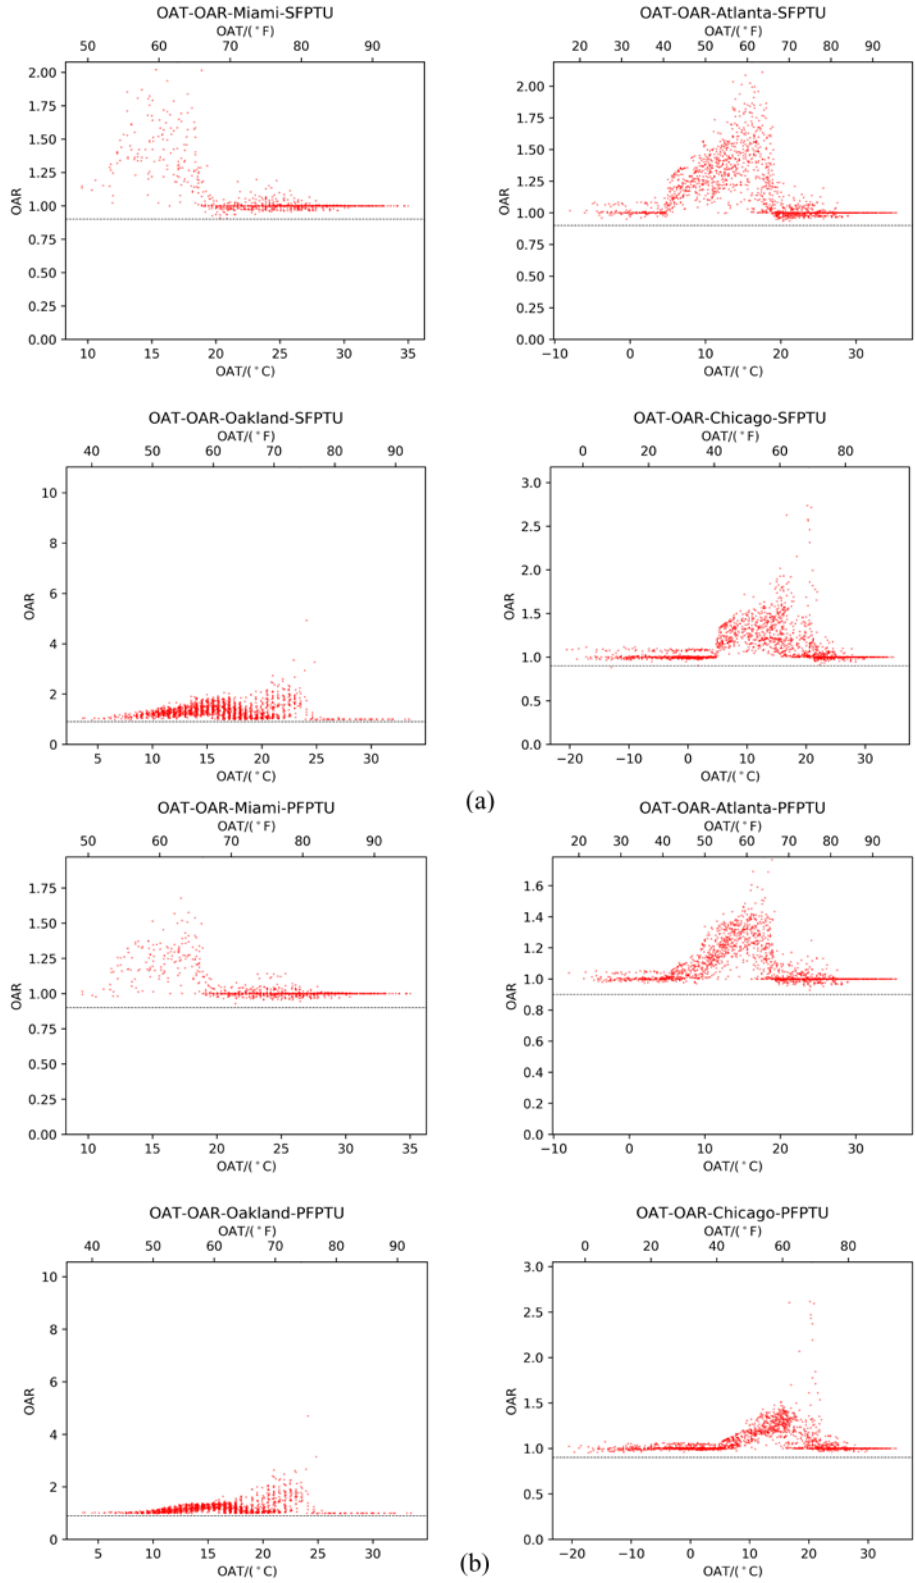 OAT-OAR-Miami-SFPTU
OAT/(°F)
50 60 70 80 90
2.00
1.75
1.50
1.25
1.00
0.75
0.50
0.25
0.00
OAR
10 15 20 25 30 35
OAT/(°C)
OAT-OAR-Atlanta-SFPTU
OAT/(°F)
20 30 40 50 60 70 80 90
2.00
1.75
1.50
1.25
1.00
0.75
0.50
0.25
0.00
OAR
−10 0 10 20 30
OAT/(°C)
OAT-OAR-Oakland-SFPTU
OAT/(°F)
40 50 60 70 80 90
10
8
6
4
2
0
OAR
5 10 15 20 25 30
OAT/(°C)
OAT-OAR-Chicago-SFPTU
OAT/(°F)
0 20 40 60 80
3.0
2.5
2.0
1.5
1.0
0.5
0.0
OAR
−20 −10 0 10 20 30
OAT/(°C)
(a)
OAT-OAR-Miami-PFPTU
OAT/(°F)
50 60 70 80 90
1.75
1.50
1.25
1.00
0.75
0.50
0.25
0.00
OAR
10 15 20 25 30 35
OAT/(°C)
OAT-OAR-Atlanta-PFPTU
OAT/(°F)
20 30 40 50 60 70 80 90
1.6
1.4
1.2
1.0
0.8
0.6
0.4
0.2
0.0
OAR
−10 0 10 20 30
OAT/(°C)
OAT-OAR-Oakland-PFPTU
OAT/(°F)
40 50 60 70 80 90
10
8
6
4
2
0
OAR
5 10 15 20 25 30
OAT/(°C)
OAT-OAR-Chicago-PFPTU
OAT/(°F)
0 20 40 60 80
3.0
2.5
2.0
1.5
1.0
0.5
0.0
OAR
−20 −10 0 10 20 30
OAT/(°C)
(b)